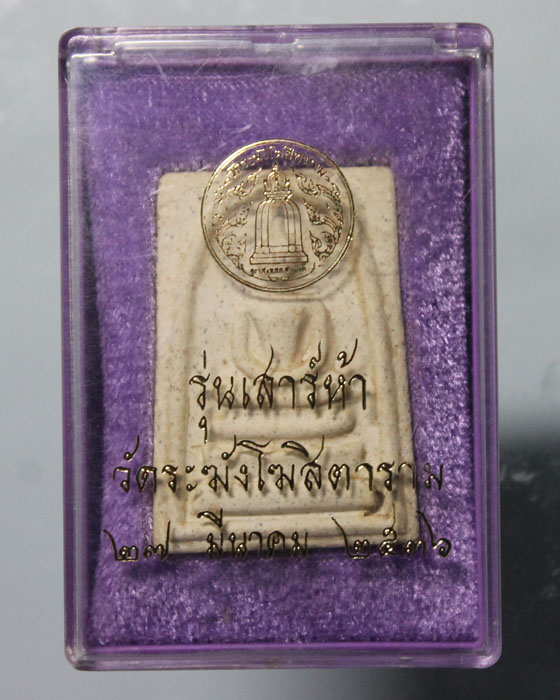 รุ่นเสาร์ห้า
วัดระฆังโฆสิตาราม
๒๗ มีนาคม ๒๕๓๖